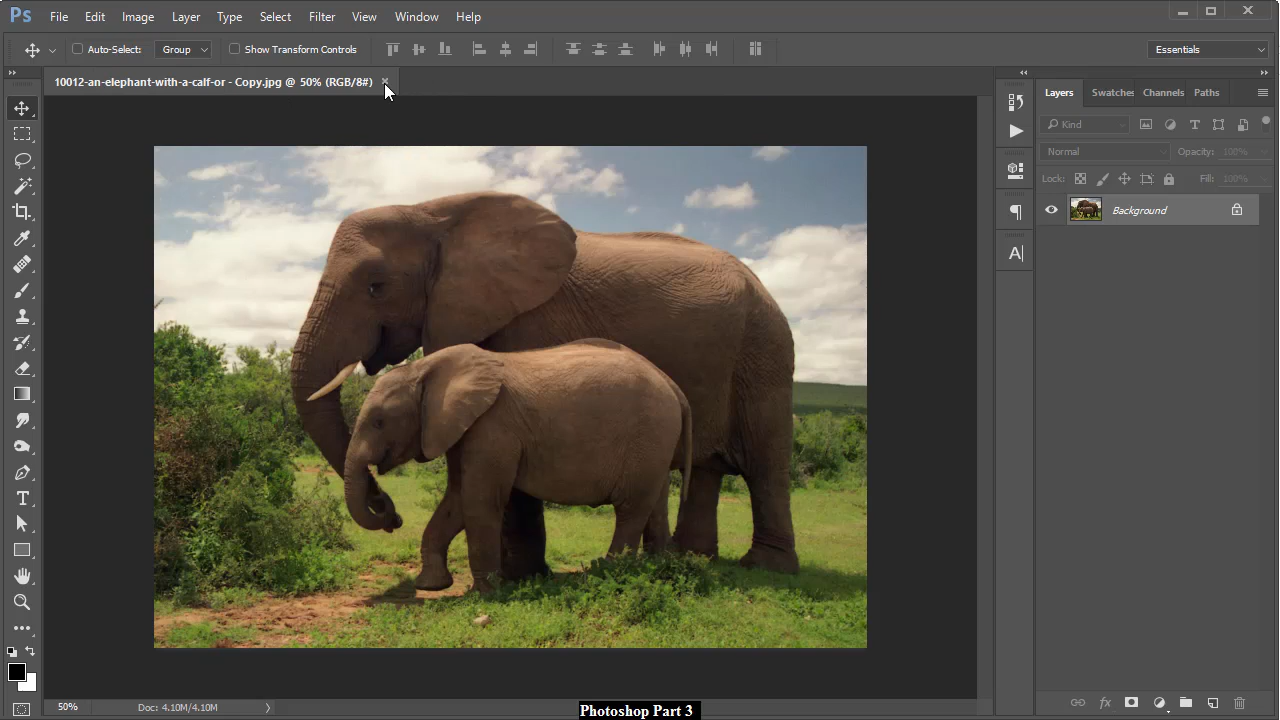 Ps File Edit Image Layer Type Select Filter View Window Help
Auto-Select: Group Show Transform Controls Essentials
10012-an-elephant-with-a-calf-or - Copy.jpg @ 50% (RGB/8#)
Layers Swatches Channels Paths
Kind T
Normal Opacity: 100%
Lock: Fill: 100%
Background
A
T
fx
50% Doc: 4.10M/4.10M
Photoshop Part 3